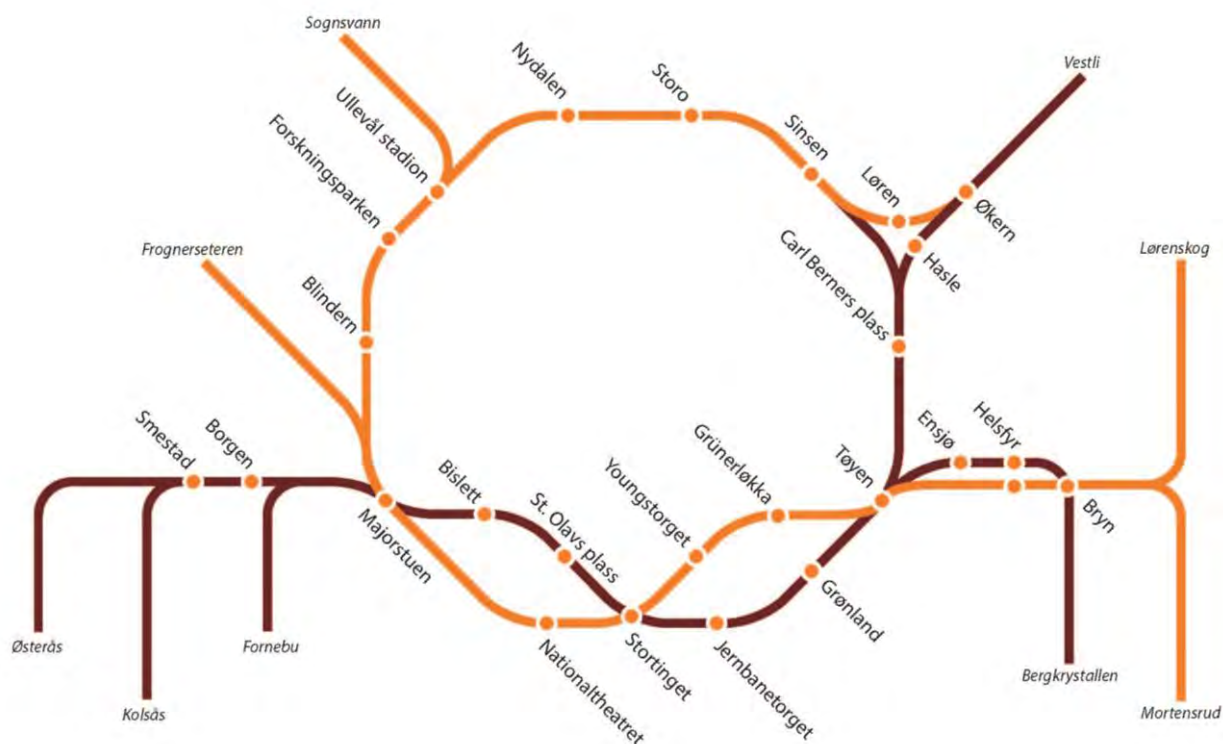 Sognsvann
Nydalen
Storo
Vestli
Ullevål stadion
Sinsen
Forskningsparken
Løren
Økern
Frognerseteren
Hasle
Lørenskog
Blindern
Carl Berners plass
Smestad
Borgen
Bislett
St. Olavs plass
Youngstorget
Grünerløkka
Tøyen
Ensjø
Helsfyr
Bryn
Majorstuen
Grønland
Østerås
Fornebu
Nationaltheatret
Stortinget
Jernbanetorget
Bergkrystallen
Kolsås
Mortensrud